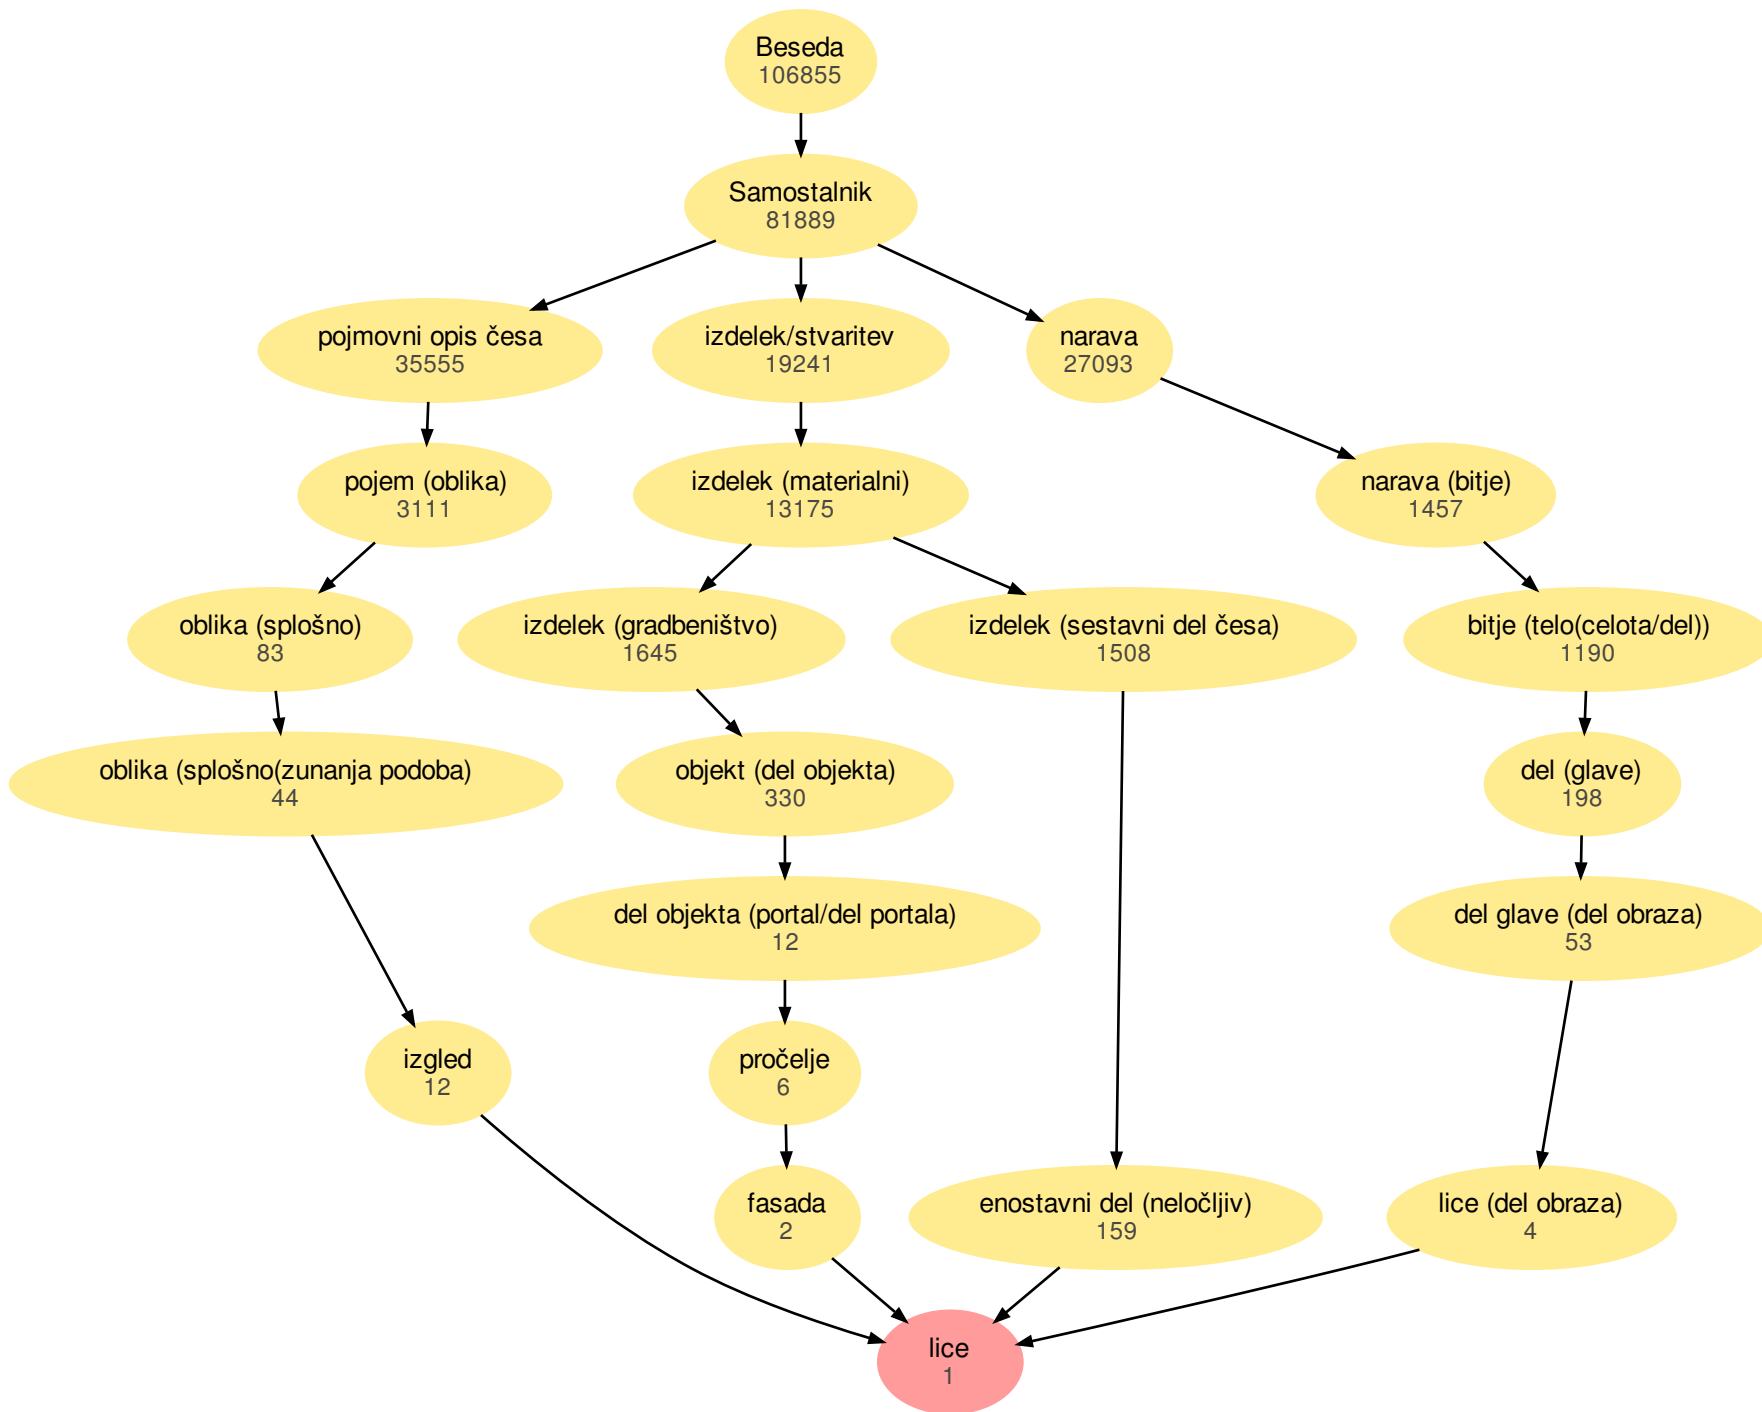 Beseda
106855
Samostalnik
81889
pojmovni opis česa
35555
izdelek/stvaritev
19241
narava
27093
pojem (oblika)
3111
izdelek (materialni)
13175
narava (bitje)
1457
oblika (splošno)
83
izdelek (gradbeništvo)
1645
izdelek (sestavni del česa)
1508
bitje (telo(celota/del))
1190
oblika (splošno(zunanja podoba)
44
objekt (del objekta)
330
del (glave)
198
del objekta (portal/del portala)
12
del glave (del obraza)
53
izgled
12
pročelje
6
fasada
2
enostavni del (neločljiv)
159
lice (del obraza)
4
lice
1